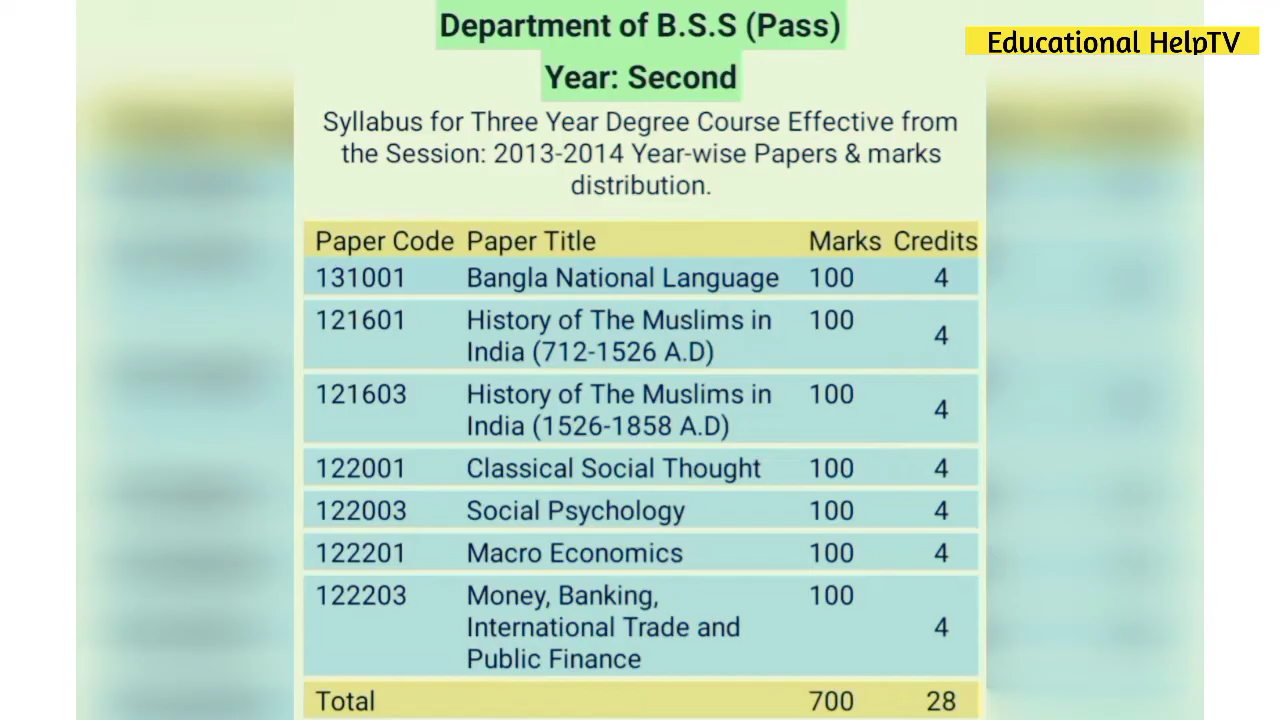 Department of B.S.S (Pass)
Educational HelpTV
Year: Second
Syllabus for Three Year Degree Course Effective from
the Session: 2013-2014 Year-wise Papers & marks
distribution.
Paper Code Paper Title Marks Credits
131001 Bangla National Language 100 4
121601 History of The Muslims in 100 4
India (712-1526 A.D)
121603 History of The Muslims in 100 4
India (1526-1858 A.D)
122001 Classical Social Thought 100 4
122003 Social Psychology 100 4
122201 Macro Economics 100 4
122203 Money, Banking, 100
International Trade and 4
Public Finance
Total 700 28